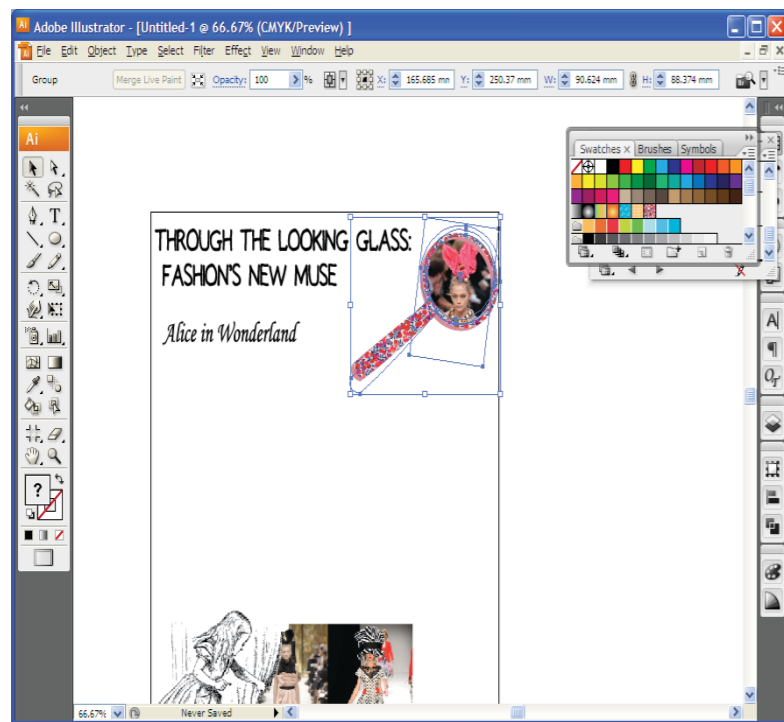 Adobe Illustrator - [Untitled-1 @ 66.67% (CMYK/Preview) ]
File Edit Object Type Select Filter Effect View Window Help
Group Merge Live Paint Opacity: 100 % X: 165.685 mm Y: 250.37 mm W: 90.624 mm H: 88.374 mm
Ai
Swatches x Brushes Symbols
THROUGH THE LOOKING GLASS:
FASHION'S NEW MUSE
Alice in Wonderland
T
A
?
66.67% Never Saved